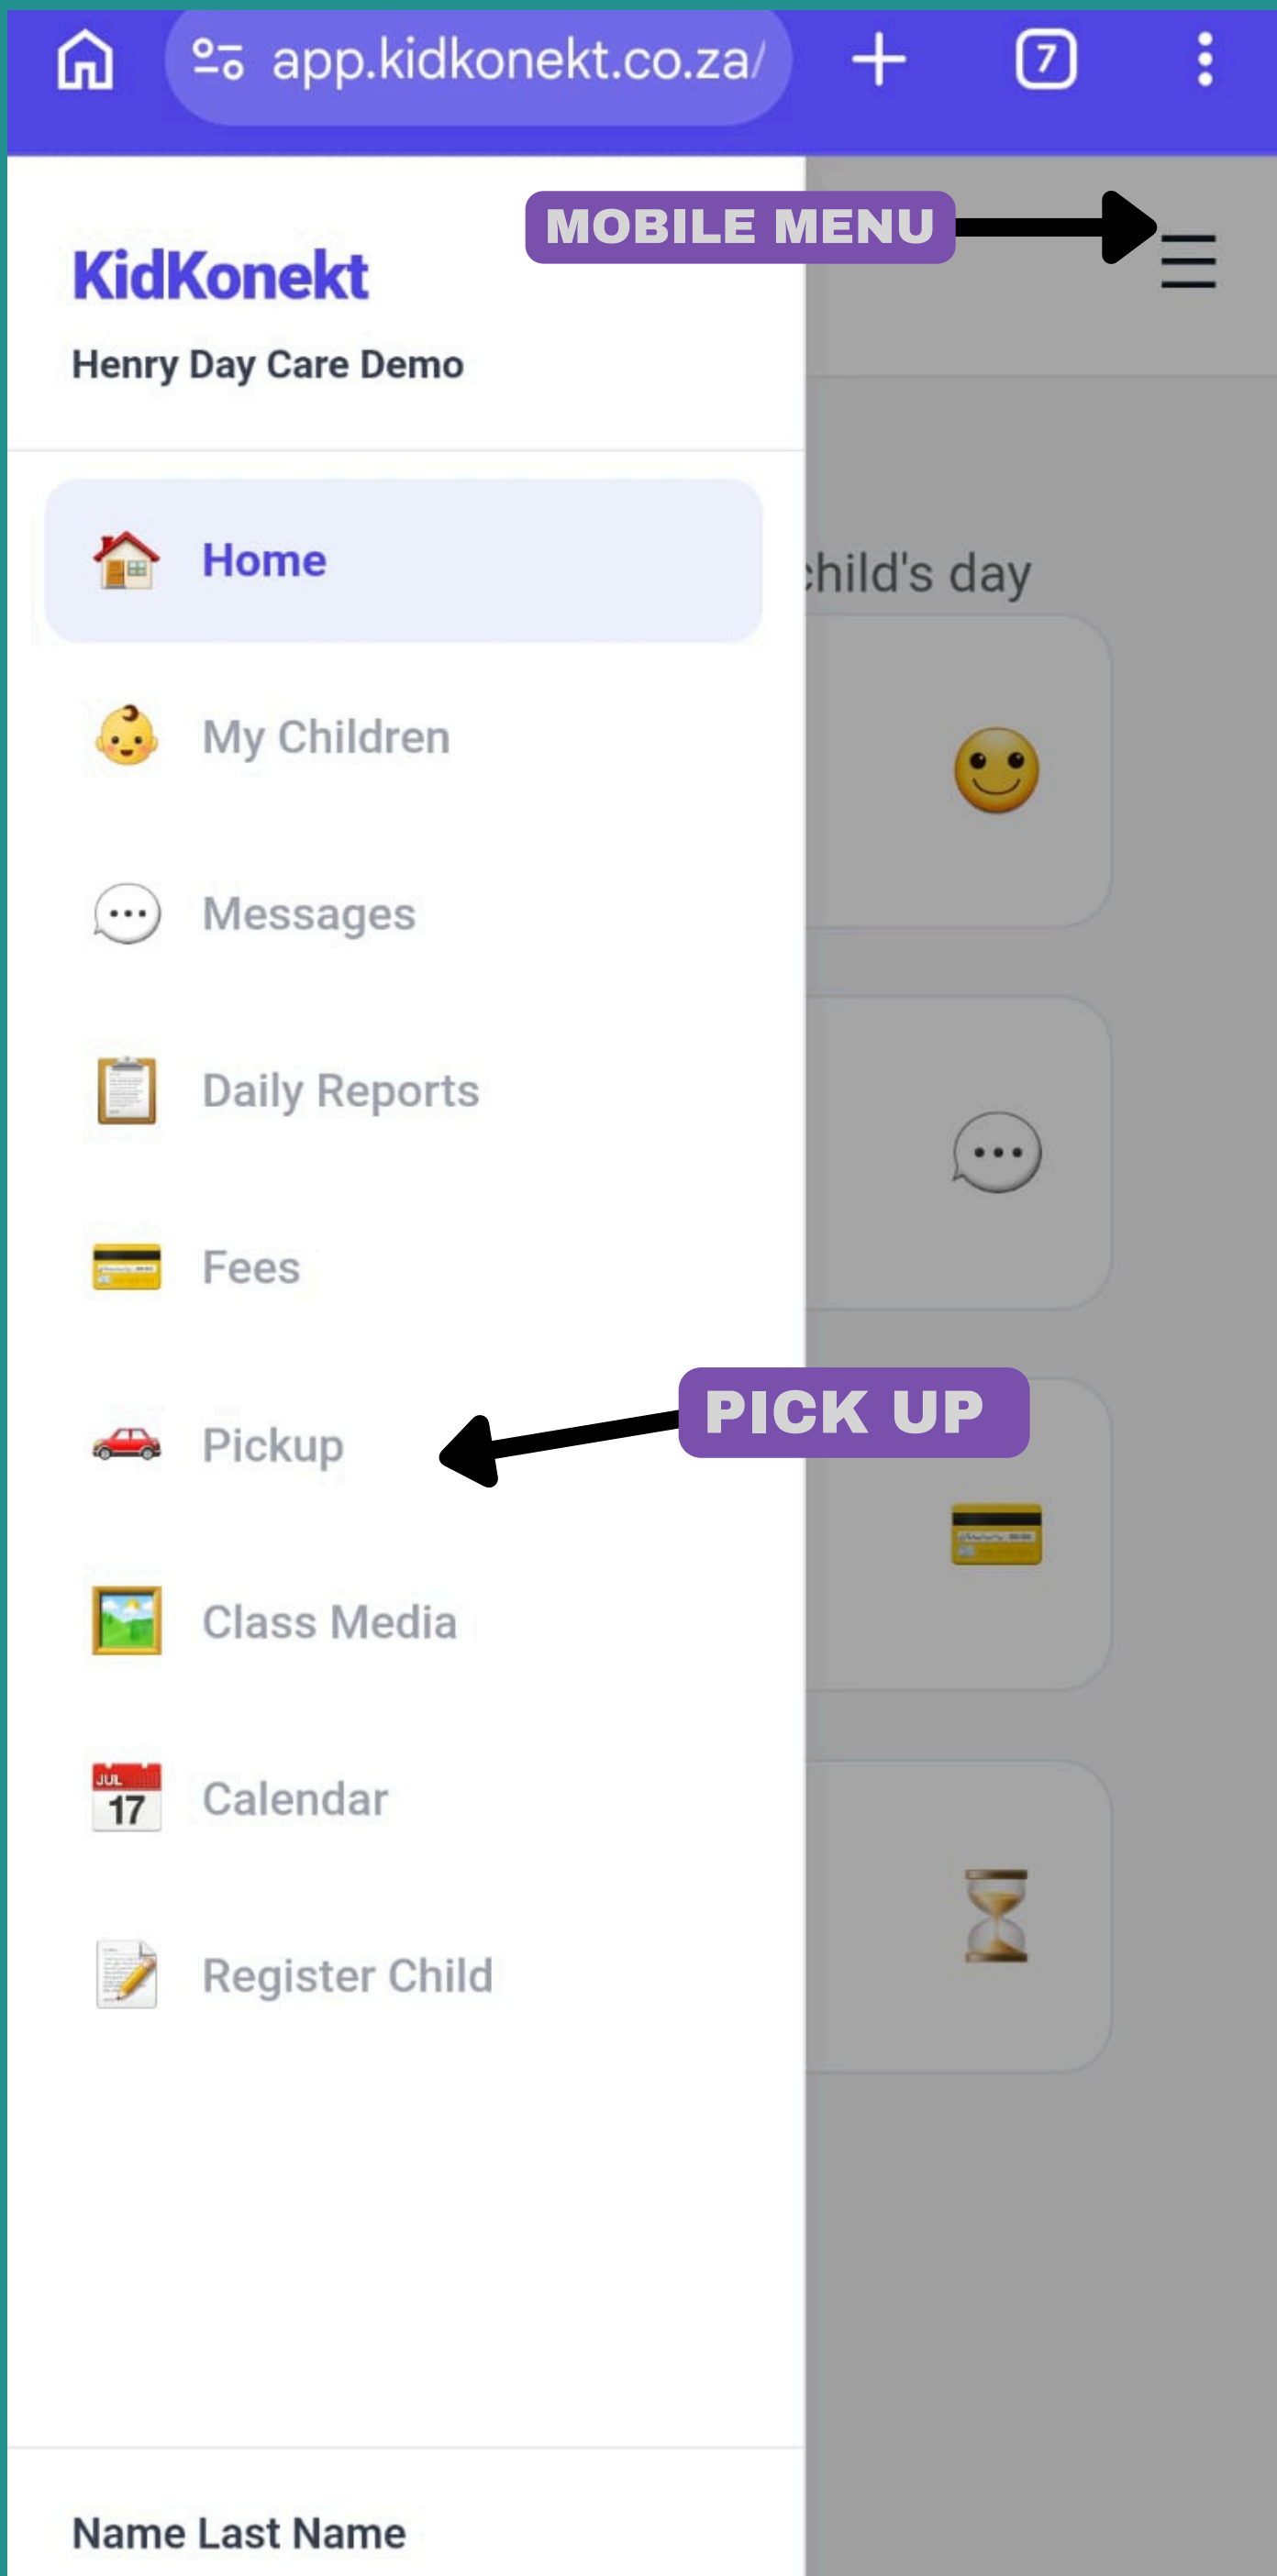 app.kidkonekt.co.za/
7
MOBILE MENU
KidKonekt
Henry Day Care Demo
Home
child's day
My Children
Messages
Daily Reports
Fees
PICK UP
Pickup
Class Media
JUL
17
Calendar
Register Child
Name Last Name